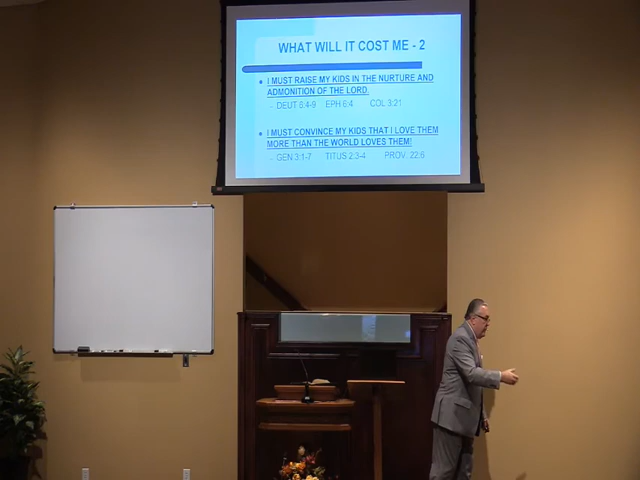 WHAT WILL IT COST ME - 2
• I MUST RAISE MY KIDS IN THE NURTURE AND
ADMONITION OF THE LORD.
– DEUT 6:4-9 EPH 6:4 COL 3:21
• I MUST CONVINCE MY KIDS THAT I LOVE THEM
MORE THAN THE WORLD LOVES THEM!
– GEN 3:1-7 TITUS 2:3-4 PROV. 22:6